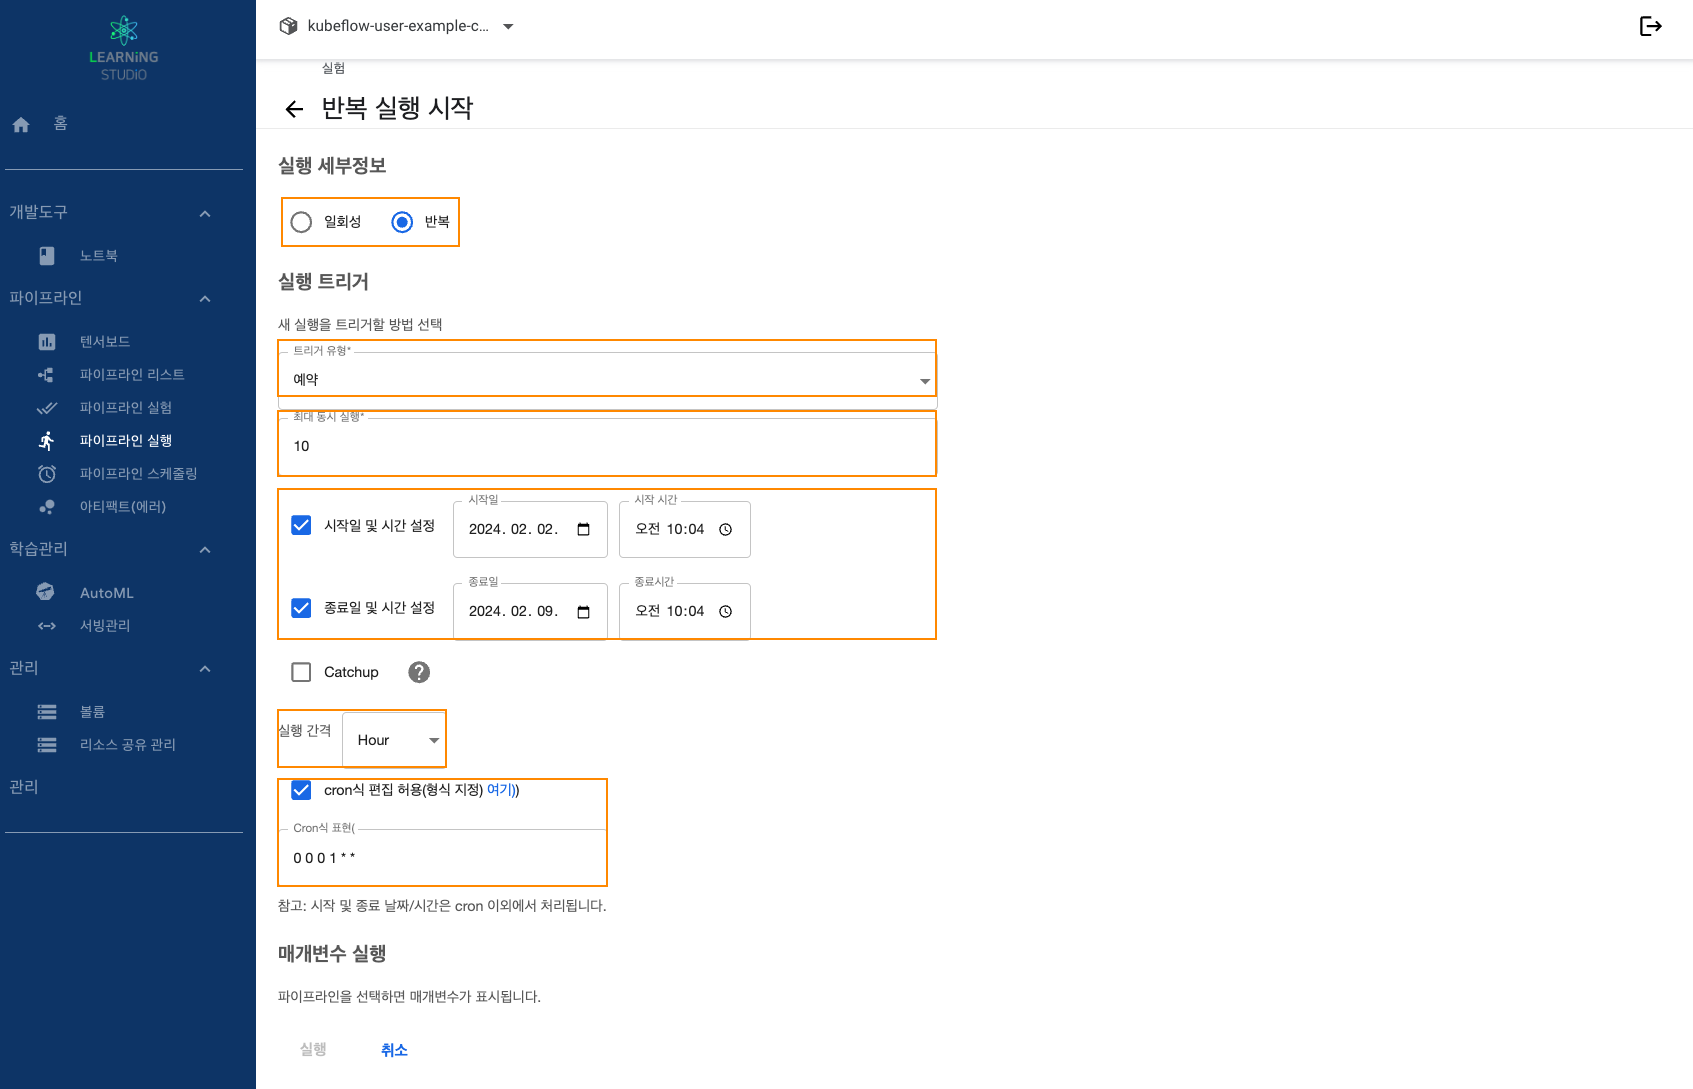 LEARNiNG
STUDiO
홈
개발도구
노트북
파이프라인
텐서보드
파이프라인 리스트
파이프라인 실험
파이프라인 실행
파이프라인 스케줄링
아티팩트(에러)
학습관리
AutoML
서빙관리
관리
볼륨
리소스 공유 관리
관리
kubeflow-user-example-c...
실험
반복 실행 시작
실행 세부정보
일회성 반복
실행 트리거
새 실행을 트리거할 방법 선택
트리거 유형*
예약
최대 동시 실행*
10
시작일 시작 시간
시작일 및 시간 설정 2024. 02. 02. 오전 10:04
종료일 종료시간
종료일 및 시간 설정 2024. 02. 09. 오전 10:04
Catchup ?
실행 간격 Hour
cron식 편집 허용(형식 지정) 여기))
Cron식 표현(
0 0 0 1 * *
참고: 시작 및 종료 날짜/시간은 cron 이외에서 처리됩니다.
매개변수 실행
파이프라인을 선택하면 매개변수가 표시됩니다.
실행 취소